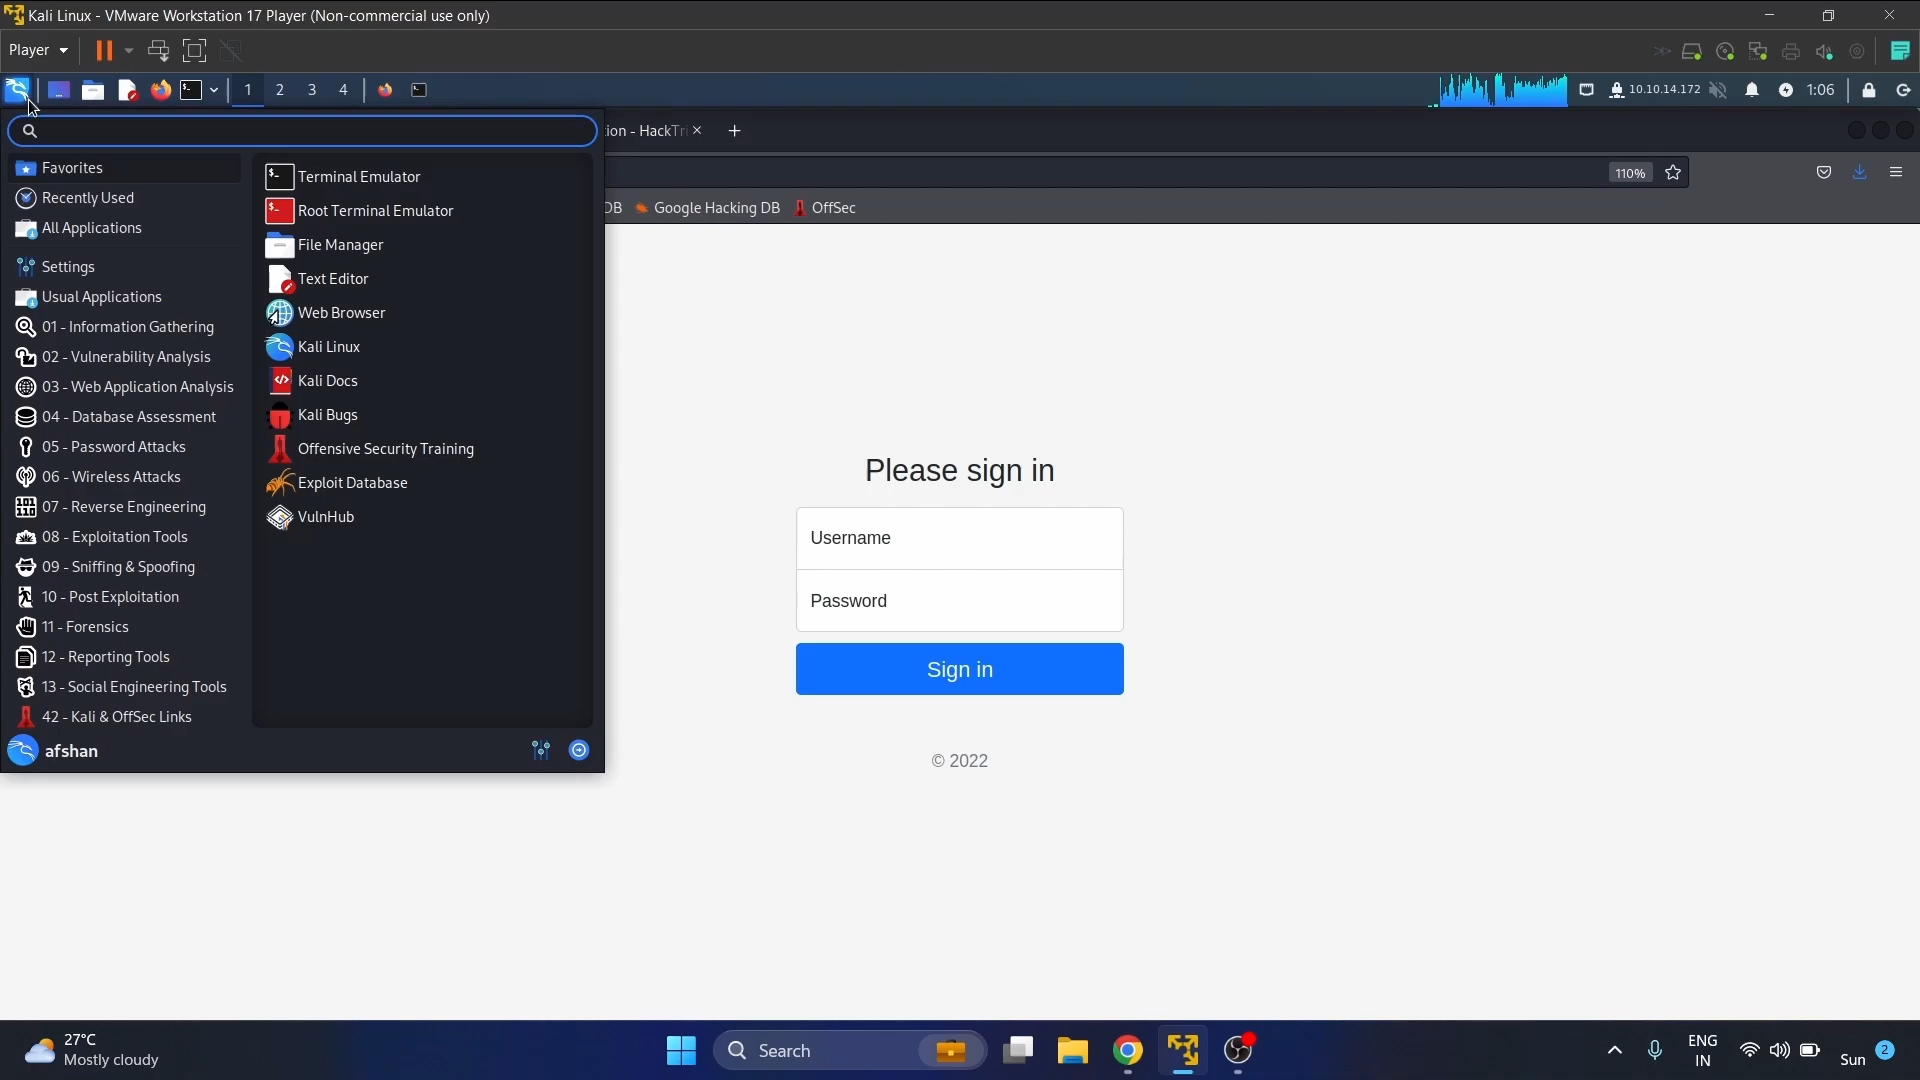 Kali Linux - VMware Workstation 17 Player (Non-commercial use only)
Player
1 2 3 4
10.10.14.172
1:06
ion - HackTri
110%
DB
Google Hacking DB
OffSec
Favorites
Recently Used
All Applications
Settings
Usual Applications
01 - Information Gathering
02 - Vulnerability Analysis
03 - Web Application Analysis
04 - Database Assessment
05 - Password Attacks
06 - Wireless Attacks
07 - Reverse Engineering
08 - Exploitation Tools
09 - Sniffing & Spoofing
10 - Post Exploitation
11 - Forensics
12 - Reporting Tools
13 - Social Engineering Tools
42 - Kali & OffSec Links
afshan
Terminal Emulator
Root Terminal Emulator
File Manager
Text Editor
Web Browser
Kali Linux
Kali Docs
Kali Bugs
Offensive Security Training
Exploit Database
VulnHub
Please sign in
Username
Password
Sign in
© 2022
27°C
Mostly cloudy
Search
ENG
IN
Sun
2